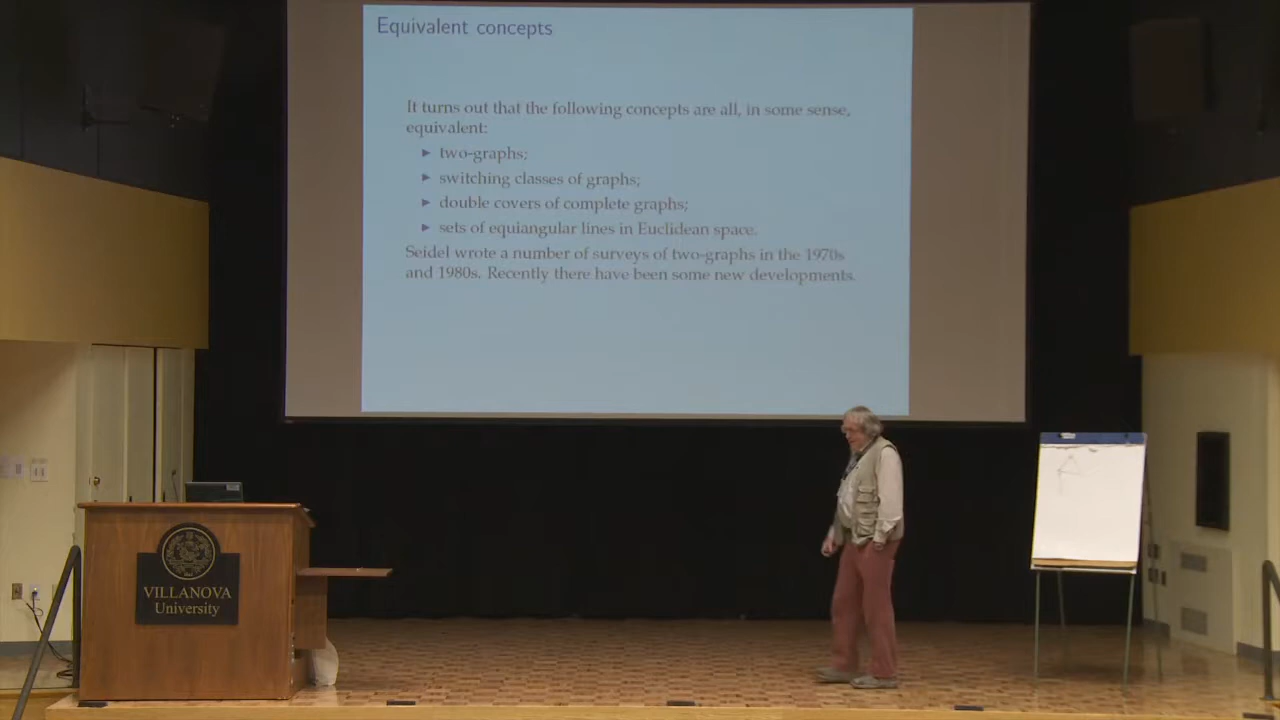 Equivalent concepts
It turns out that the following concepts are all, in some sense,
equivalent:
▶ two-graphs;
▶ switching classes of graphs;
▶ double covers of complete graphs;
▶ sets of equiangular lines in Euclidean space.
Seidel wrote a number of surveys of two-graphs in the 1970s
and 1980s. Recently there have been some new developments.
VILLANOVA
University